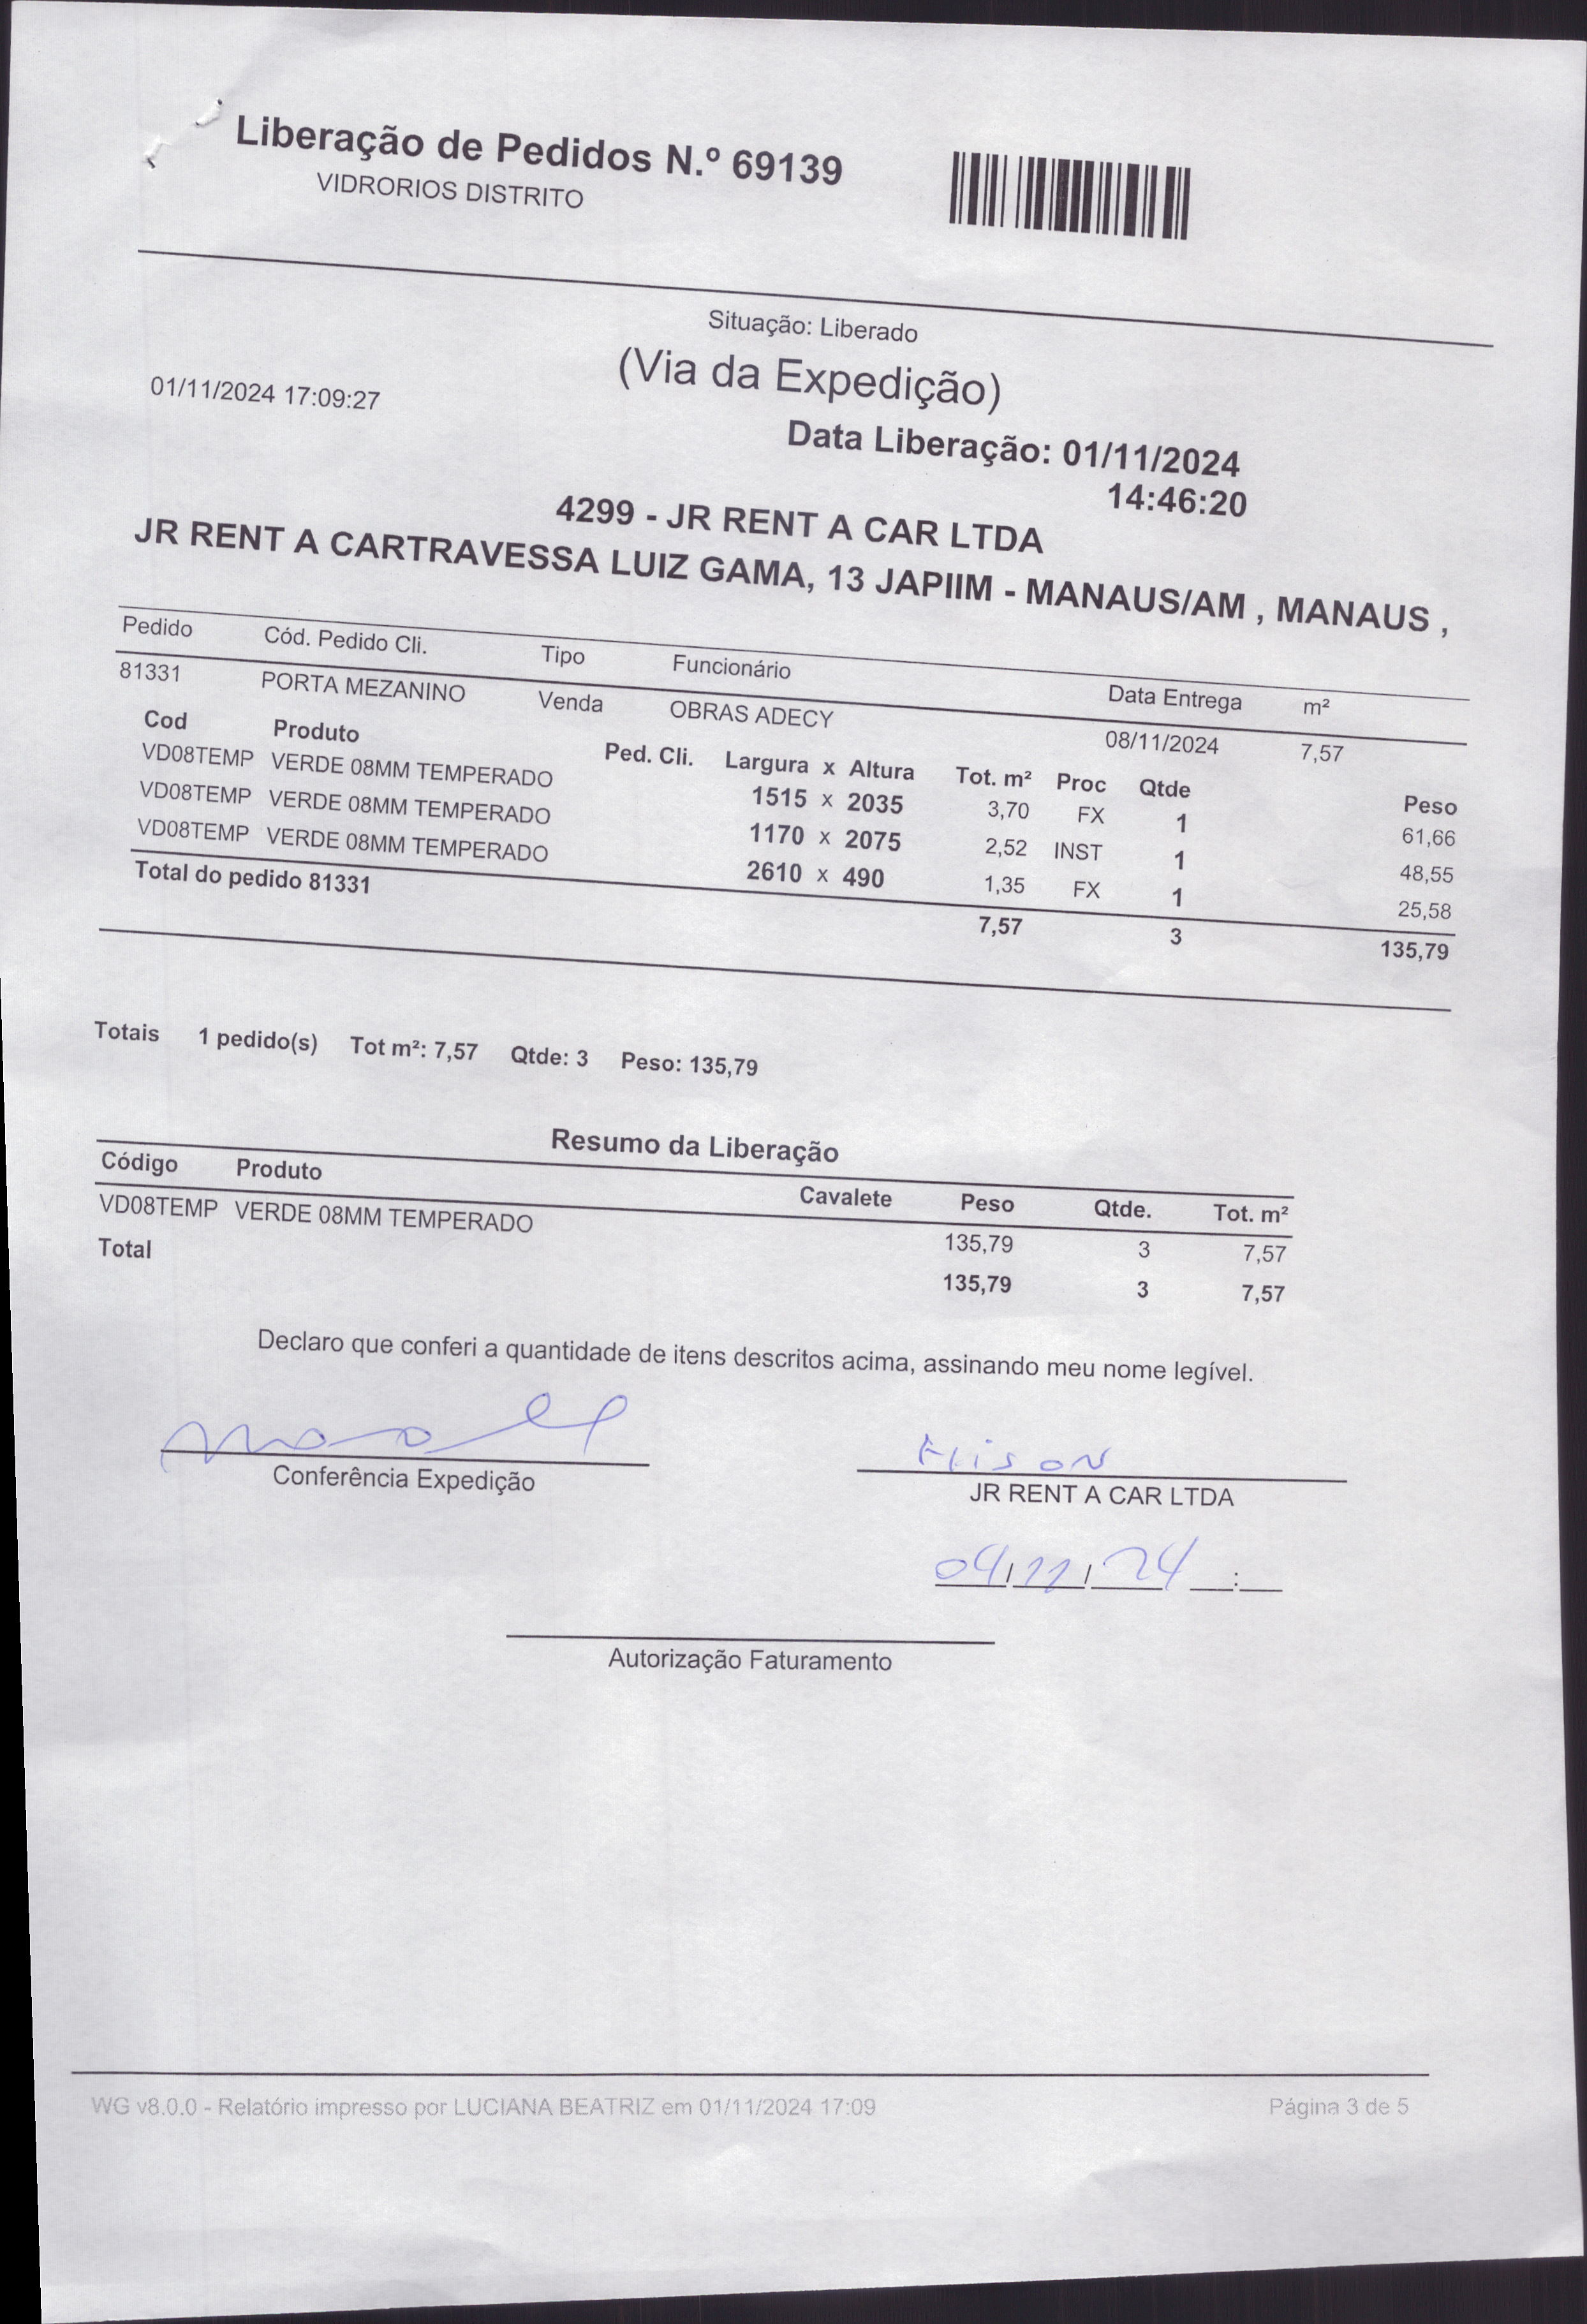 Liberação de Pedidos N.º 69139
VIDRORIOS DISTRITO
Situação: Liberado
(Via da Expedição)
01/11/2024 17:09:27
Data Liberação: 01/11/2024
14:46:20
4299 - JR RENT A CAR LTDA
JR RENT A CARTRAVESSA LUIZ GAMA, 13 JAPIIM - MANAUS/AM , MANAUS ,
Pedido Cód. Pedido Cli. Tipo Funcionário Data Entrega m²
81331 PORTA MEZANINO Venda OBRAS ADECY 08/11/2024 7,57
Cod Produto Ped. Cli. Largura x Altura Tot. m² Proc Qtde Peso
VD08TEMP VERDE 08MM TEMPERADO 1515 x 2035 3,70 FX 1 61,66
VD08TEMP VERDE 08MM TEMPERADO 1170 x 2075 2,52 INST 1 48,55
VD08TEMP VERDE 08MM TEMPERADO 2610 x 490 1,35 FX 1 25,58
Total do pedido 81331 7,57 3 135,79
Totais 1 pedido(s) Tot m²: 7,57 Qtde: 3 Peso: 135,79
Resumo da Liberação
Código Produto Cavalete Peso Qtde. Tot. m²
VD08TEMP VERDE 08MM TEMPERADO 135,79 3 7,57
Total 135,79 3 7,57
Declaro que conferi a quantidade de itens descritos acima, assinando meu nome legível.
Elison
Conferência Expedição JR RENT A CAR LTDA
04/11/24 __:__
Autorização Faturamento
WG v8.0.0 - Relatório impresso por LUCIANA BEATRIZ em 01/11/2024 17:09 Página 3 de 5